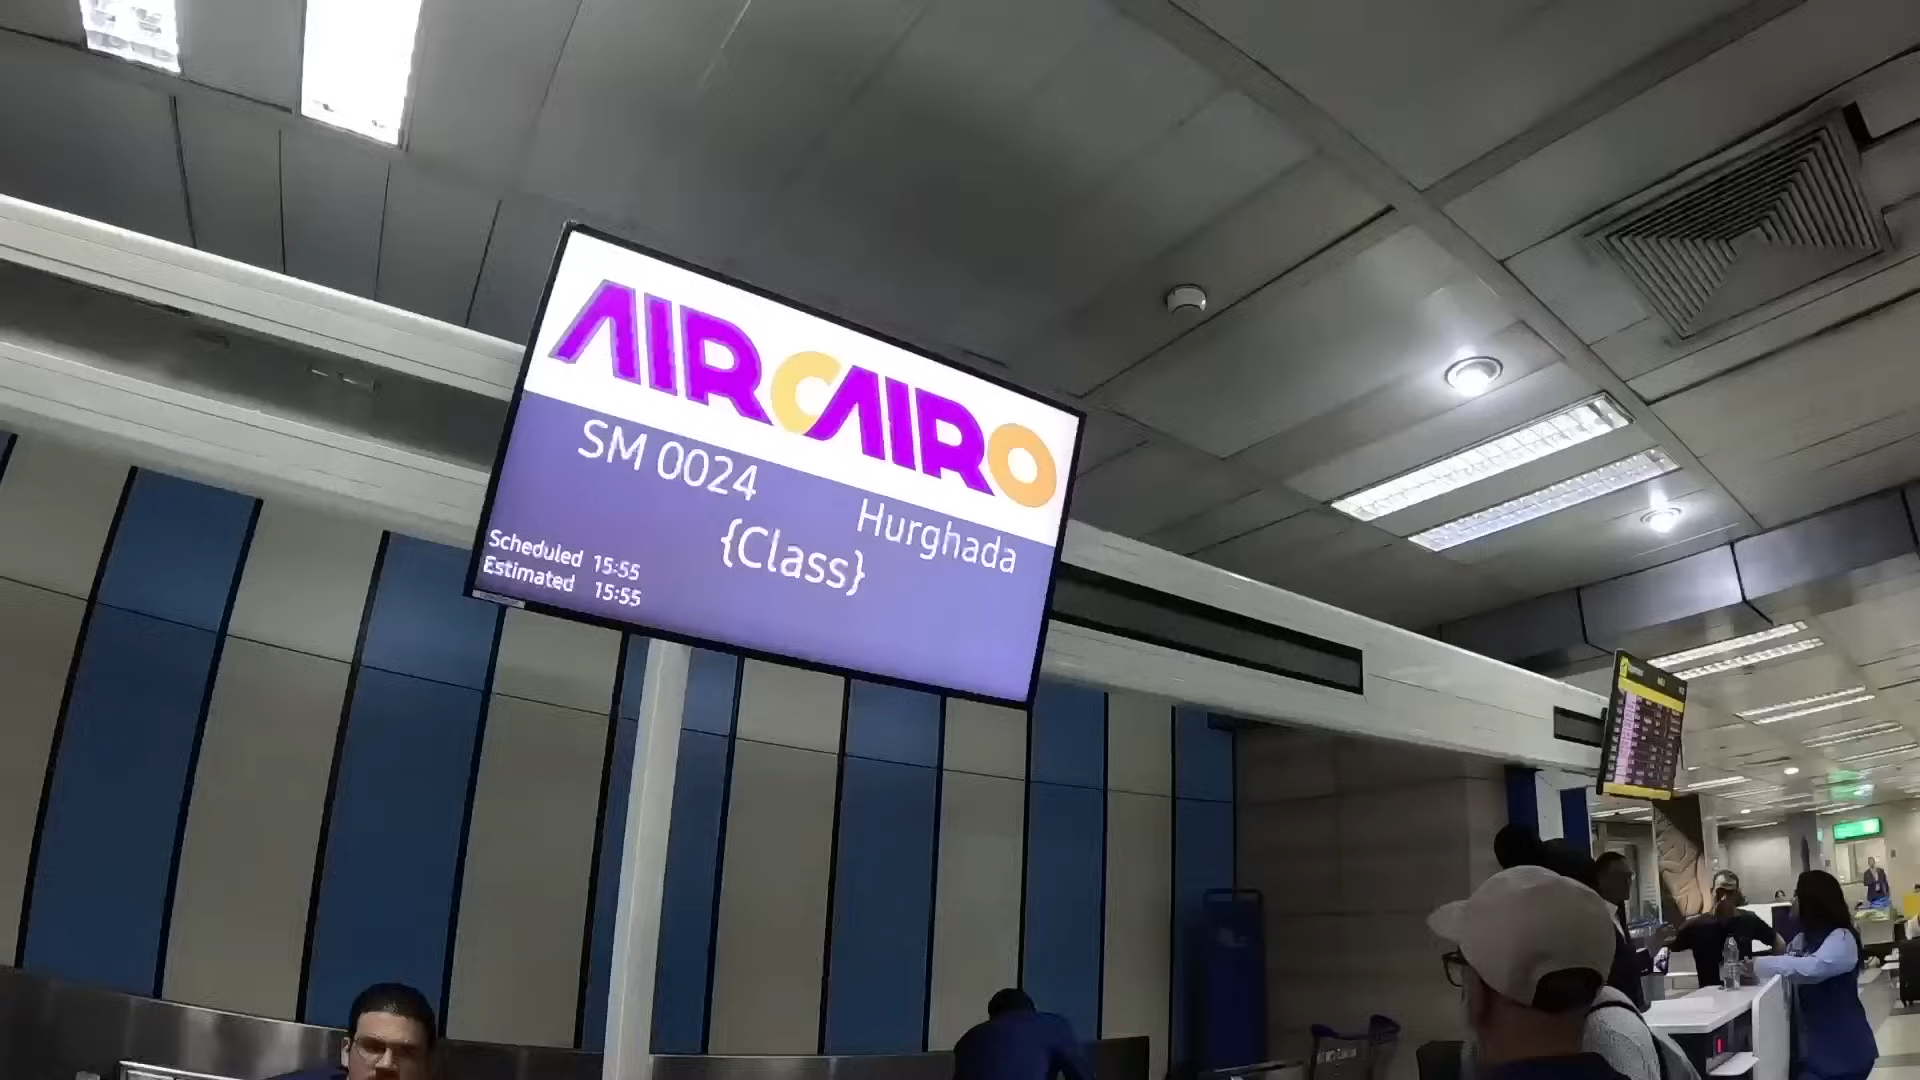 AIRCAIRO
SM 0024
Hurghada
{Class}
Scheduled 15:55
Estimated 15:55